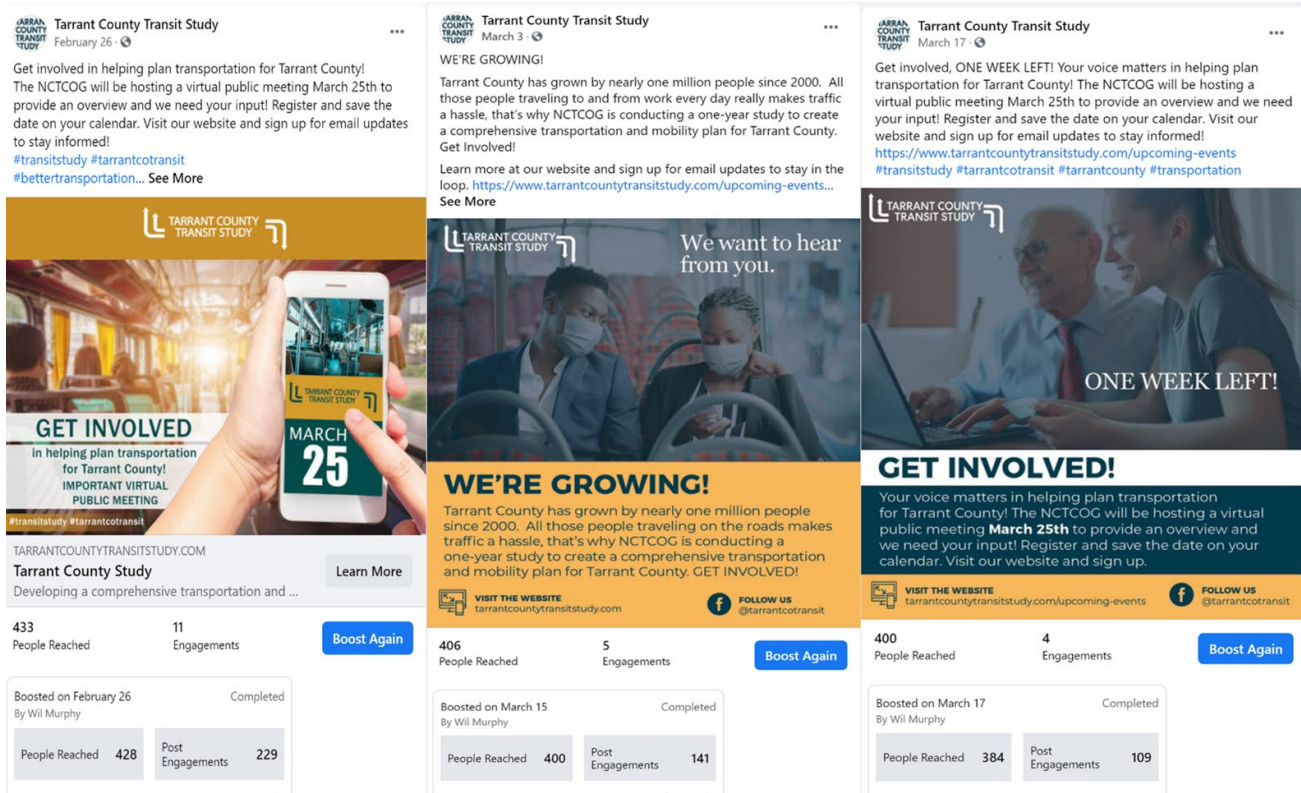 TARRANT
COUNTY
TRANSIT
STUDY
Tarrant County Transit Study
February 26 ·
Get involved in helping plan transportation for Tarrant County!
The NCTCOG will be hosting a virtual public meeting March 25th to
provide an overview and we need your input! Register and save the
date on your calendar. Visit our website and sign up for email updates
to stay informed!
#transitstudy #tarrantcotransit
#bettertransportation... See More
TARRANT COUNTY
TRANSIT STUDY
TARRANT COUNTY
TRANSIT STUDY
MARCH
25
GET INVOLVED
in helping plan transportation
for Tarrant County!
IMPORTANT VIRTUAL
PUBLIC MEETING
#transitstudy #tarrantcotransit
TARRANTCOUNTYTRANSITSTUDY.COM
Tarrant County Study
Developing a comprehensive transportation and ...
Learn More
433
People Reached
11
Engagements
Boost Again
Boosted on February 26
Completed
By Wil Murphy
People Reached 428
Post
Engagements 229
TARRANT
COUNTY
TRANSIT
STUDY
Tarrant County Transit Study
March 3 ·
WE'RE GROWING!
Tarrant County has grown by nearly one million people since 2000. All
those people traveling to and from work every day really makes traffic
a hassle, that's why NCTCOG is conducting a one-year study to create
a comprehensive transportation and mobility plan for Tarrant County.
Get Involved!
Learn more at our website and sign up for email updates to stay in the
loop. https://www.tarrantcountytransitstudy.com/upcoming-events...
See More
TARRANT COUNTY
TRANSIT STUDY
We want to hear
from you.
WE'RE GROWING!
Tarrant County has grown by nearly one million people
since 2000. All those people traveling on the roads makes
traffic a hassle, that's why NCTCOG is conducting a
one-year study to create a comprehensive transportation
and mobility plan for Tarrant County. GET INVOLVED!
VISIT THE WEBSITE
tarrantcountytransitstudy.com
FOLLOW US
@tarrantcotransit
406
People Reached
5
Engagements
Boost Again
Boosted on March 15
Completed
By Wil Murphy
People Reached 400
Post
Engagements 141
TARRANT
COUNTY
TRANSIT
STUDY
Tarrant County Transit Study
March 17 ·
Get involved, ONE WEEK LEFT! Your voice matters in helping plan
transportation for Tarrant County! The NCTCOG will be hosting a
virtual public meeting March 25th to provide an overview and we need
your input! Register and save the date on your calendar. Visit our
website and sign up for email updates to stay informed!
https://www.tarrantcountytransitstudy.com/upcoming-events
#transitstudy #tarrantcotransit #tarrantcounty #transportation
TARRANT COUNTY
TRANSIT STUDY
ONE WEEK LEFT!
GET INVOLVED!
Your voice matters in helping plan transportation
for Tarrant County! The NCTCOG will be hosting a virtual
public meeting March 25th to provide an overview and
we need your input! Register and save the date on your
calendar. Visit our website and sign up.
VISIT THE WEBSITE
tarrantcountytransitstudy.com/upcoming-events
FOLLOW US
@tarrantcotransit
400
People Reached
4
Engagements
Boost Again
Boosted on March 17
Completed
By Wil Murphy
People Reached 384
Post
Engagements 109